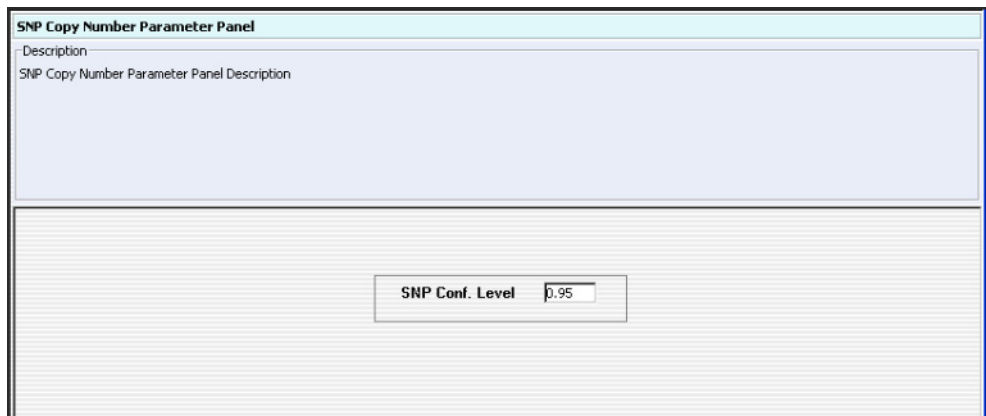 SNP Copy Number Parameter Panel
Description
SNP Copy Number Parameter Panel Description
SNP Conf. Level 0.95